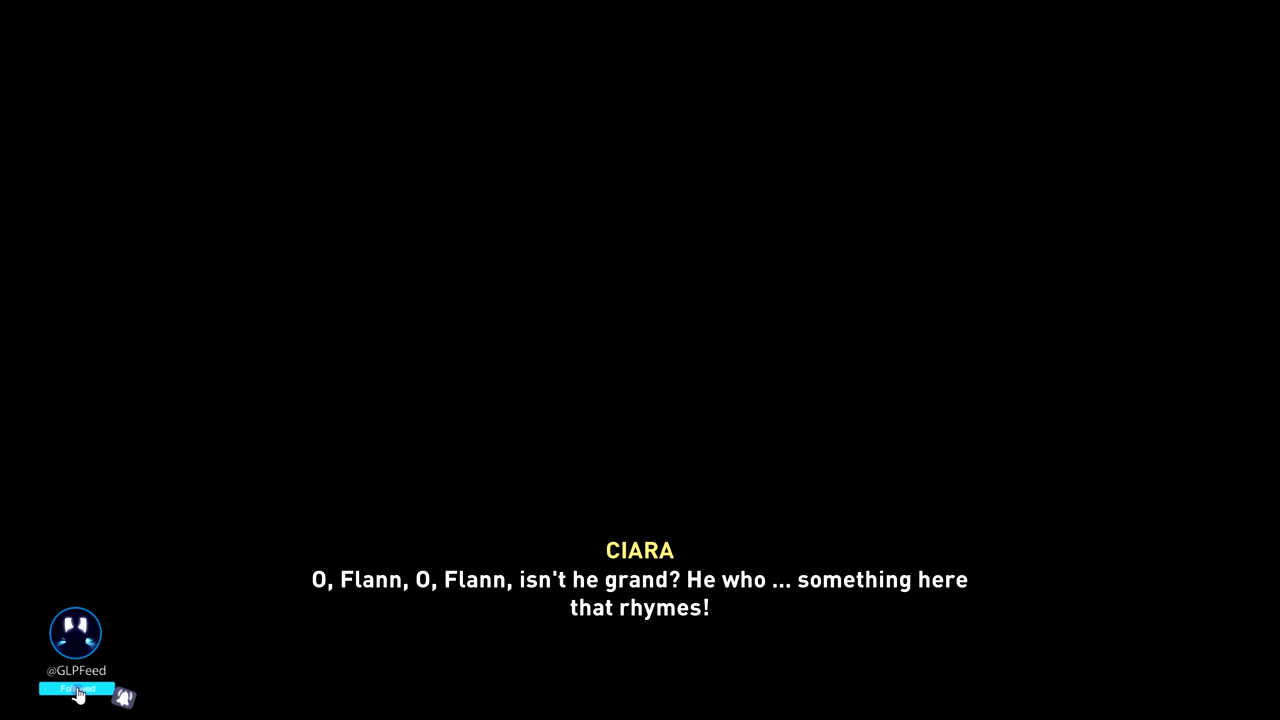 CIARA
O, Flann, O, Flann, isn't he grand? He who ... something here
that rhymes!
@GLPFeed